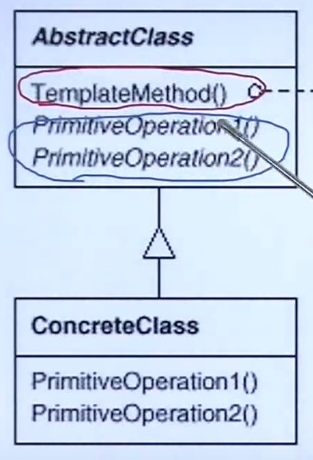 AbstractClass
TemplateMethod()
PrimitiveOperation1()
PrimitiveOperation2()
ConcreteClass
PrimitiveOperation1()
PrimitiveOperation2()